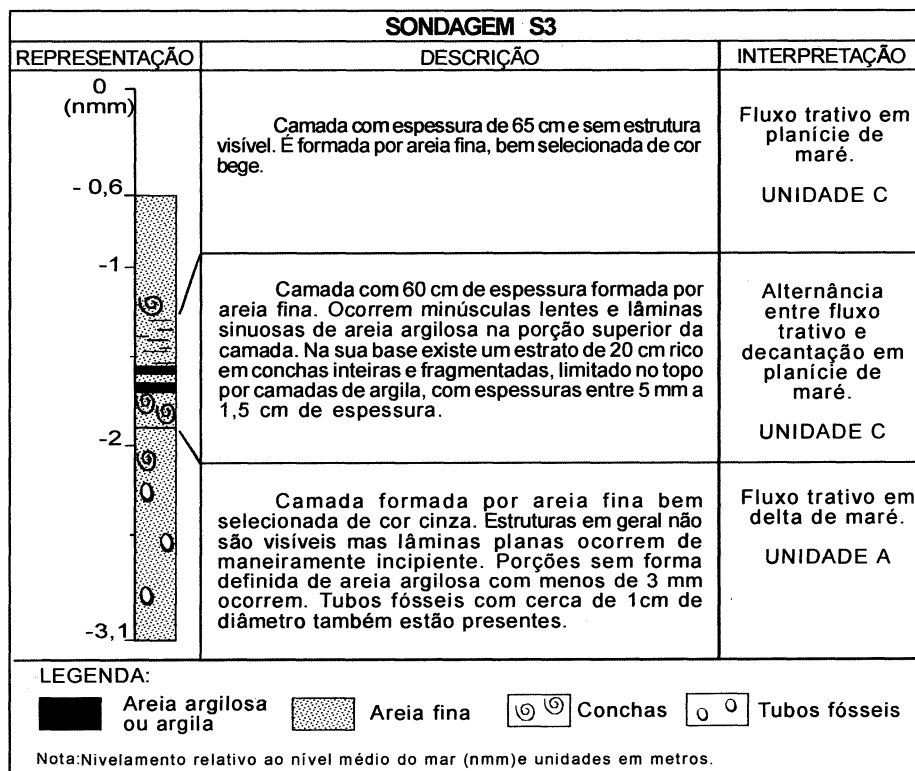 SONDAGEM S3
REPRESENTAÇÃO
DESCRIÇÃO
INTERPRETAÇÃO
0
(nmm)
- 0,6
-1
-2
-3,1
Camada com espessura de 65 cm e sem estrutura
visível. É formada por areia fina, bem selecionada de cor
bege.
Fluxo trativo em
planície de
maré.
UNIDADE C
Camada com 60 cm de espessura formada por
areia fina. Ocorrem minúsculas lentes e lâminas
sinuosas de areia argilosa na porção superior da
camada. Na sua base existe um estrato de 20 cm rico
em conchas inteiras e fragmentadas, limitado no topo
por camadas de argila, com espessuras entre 5 mm a
1,5 cm de espessura.
Alternância
entre fluxo
trativo e
decantação em
planície de
maré.
UNIDADE C
Camada formada por areia fina bem
selecionada de cor cinza. Estruturas em geral não
são visíveis mas lâminas planas ocorrem de
maneiramente incipiente. Porções sem forma
definida de areia argilosa com menos de 3 mm
ocorrem. Tubos fósseis com cerca de 1cm de
diâmetro também estão presentes.
Fluxo trativo em
delta de maré.
UNIDADE A
LEGENDA:
Areia argilosa
ou argila
Areia fina
Conchas
Tubos fósseis
Nota:Nivelamento relativo ao nível médio do mar (nmm)e unidades em metros.